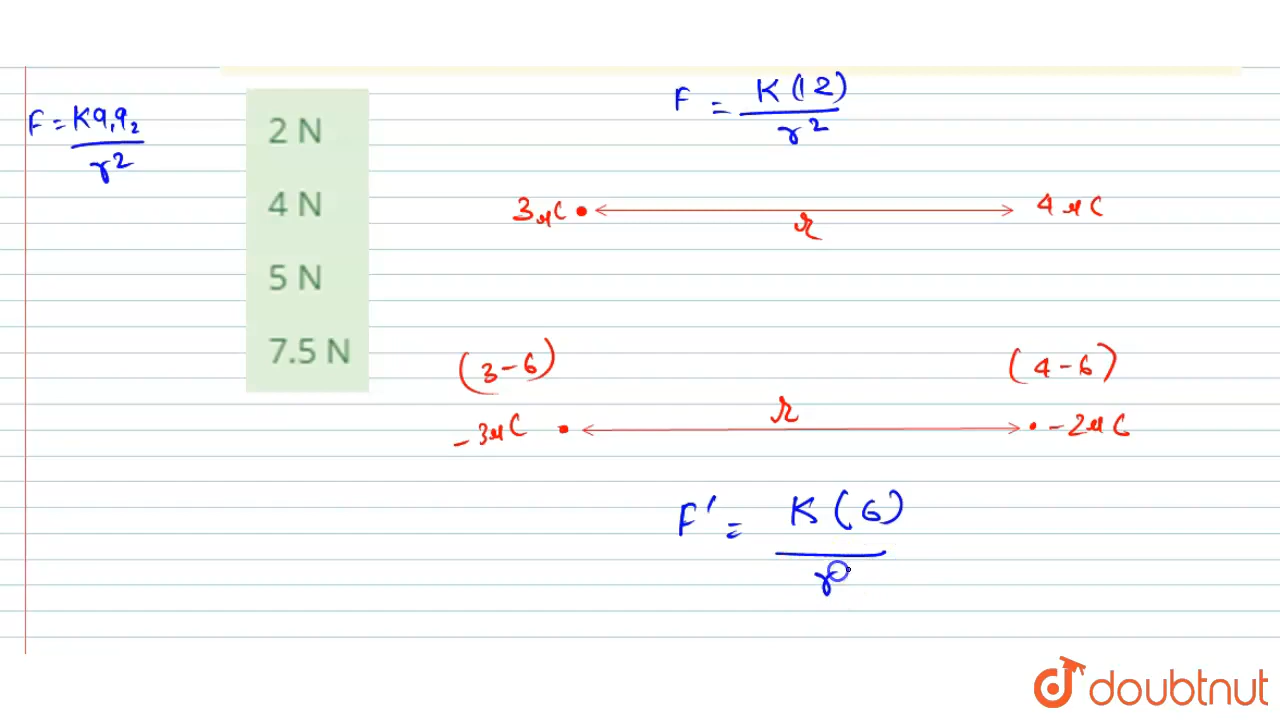 F = K(12)
r²
F = Kq₁q₂
r²
2 N
4 N
5 N
7.5 N
3μC
r
4μC
(3-6)
(4-6)
-3μC
r
-2μC
F' = K(6)
r
doubtnut